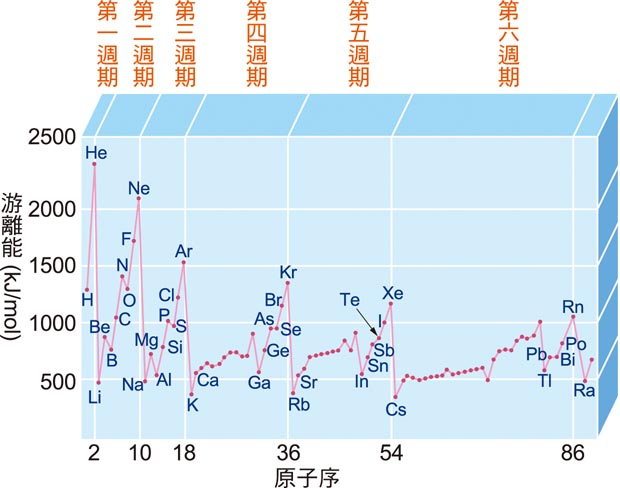 第一週期
第二週期
第三週期
第四週期
第五週期
第六週期
游離能 (kJ/mol)
2500
2000
1500
1000
500
H
He
Li
Be
B
C
N
O
F
Ne
Na
Mg
Al
Si
P
S
Cl
Ar
K
Ca
Ga
Ge
As
Se
Br
Kr
Rb
Sr
In
Sn
Sb
Te
I
Xe
Cs
Tl
Pb
Bi
Po
Rn
Ra
2 10 18 36 54 86
原子序